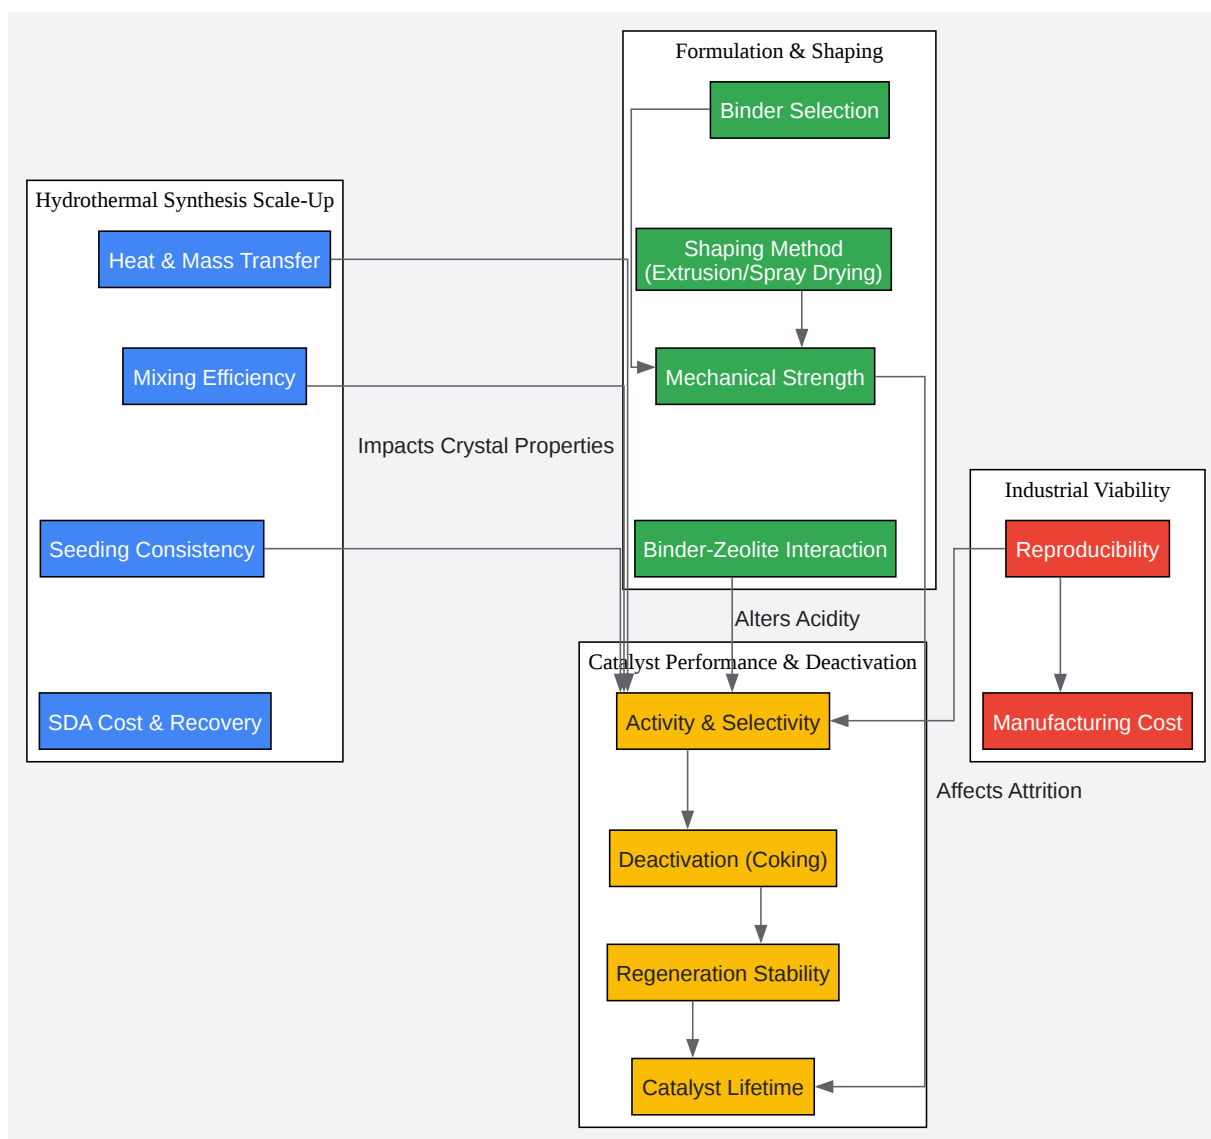 Formulation & Shaping
Binder Selection
Shaping Method
(Extrusion/Spray Drying)
Mechanical Strength
Binder-Zeolite Interaction
Hydrothermal Synthesis Scale-Up
Heat & Mass Transfer
Mixing Efficiency
Seeding Consistency
SDA Cost & Recovery
Impacts Crystal Properties
Industrial Viability
Reproducibility
Manufacturing Cost
Alters Acidity
Catalyst Performance & Deactivation
Activity & Selectivity
Deactivation (Coking)
Regeneration Stability
Catalyst Lifetime
Affects Attrition